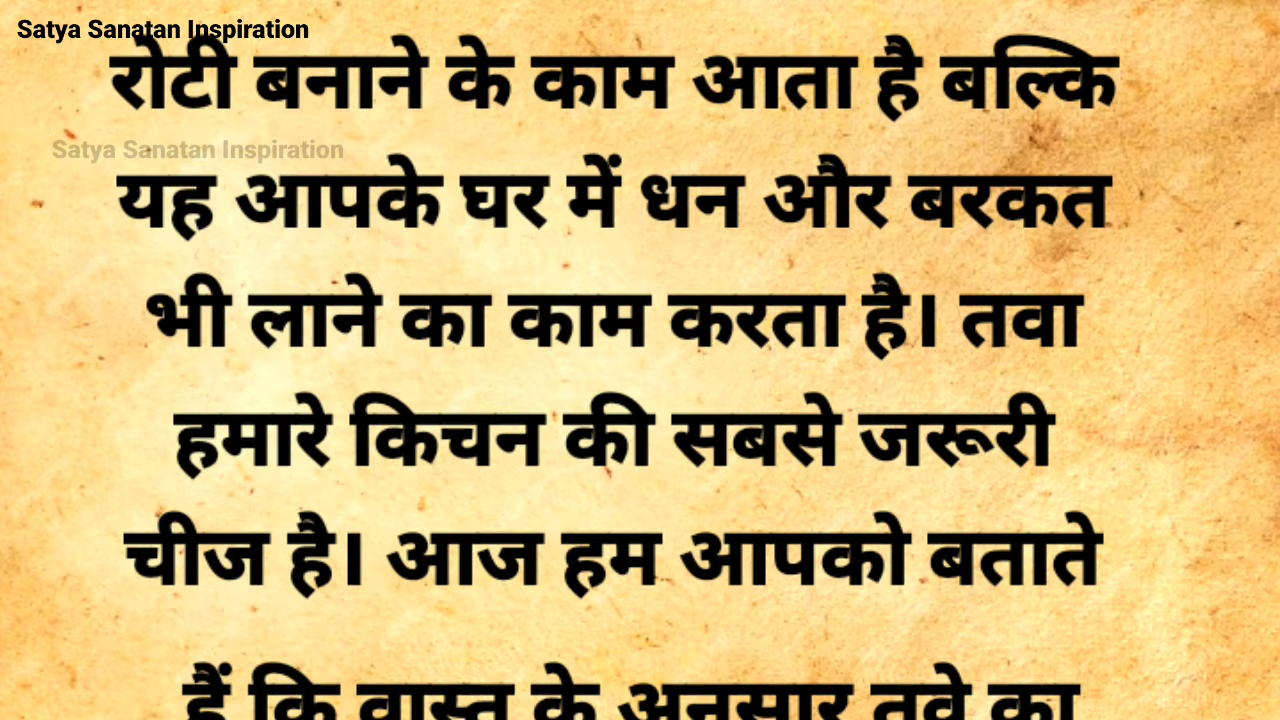 Satya Sanatan Inspiration
रोटी बनाने के काम आता है बल्कि
Satya Sanatan Inspiration
यह आपके घर में धन और बरकत
भी लाने का काम करता है। तवा
हमारे किचन की सबसे जरूरी
चीज है। आज हम आपको बताते
हैं कि वास्तु के अनुसार तवे का